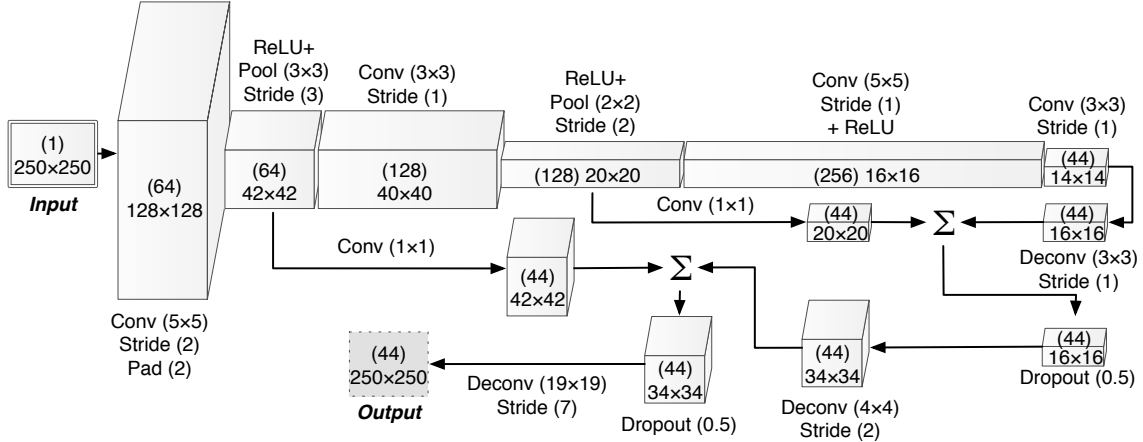 (1)
250×250
Input
(64)
128×128
Conv (5×5)
Stride (2)
Pad (2)
ReLU+
Pool (3×3)
Stride (3)
(64)
42×42
Conv (3×3)
Stride (1)
(128)
40×40
ReLU+
Pool (2×2)
Stride (2)
(128) 20×20
Conv (5×5)
Stride (1)
+ ReLU
(256) 16×16
Conv (3×3)
Stride (1)
(44)
14×14
Conv (1×1)
(44)
20×20
Σ
(44)
16×16
Deconv (3×3)
Stride (1)
Conv (1×1)
(44)
42×42
Σ
(44)
16×16
Dropout (0.5)
(44)
34×34
Deconv (4×4)
Stride (2)
(44)
34×34
Dropout (0.5)
Deconv (19×19)
Stride (7)
(44)
250×250
Output